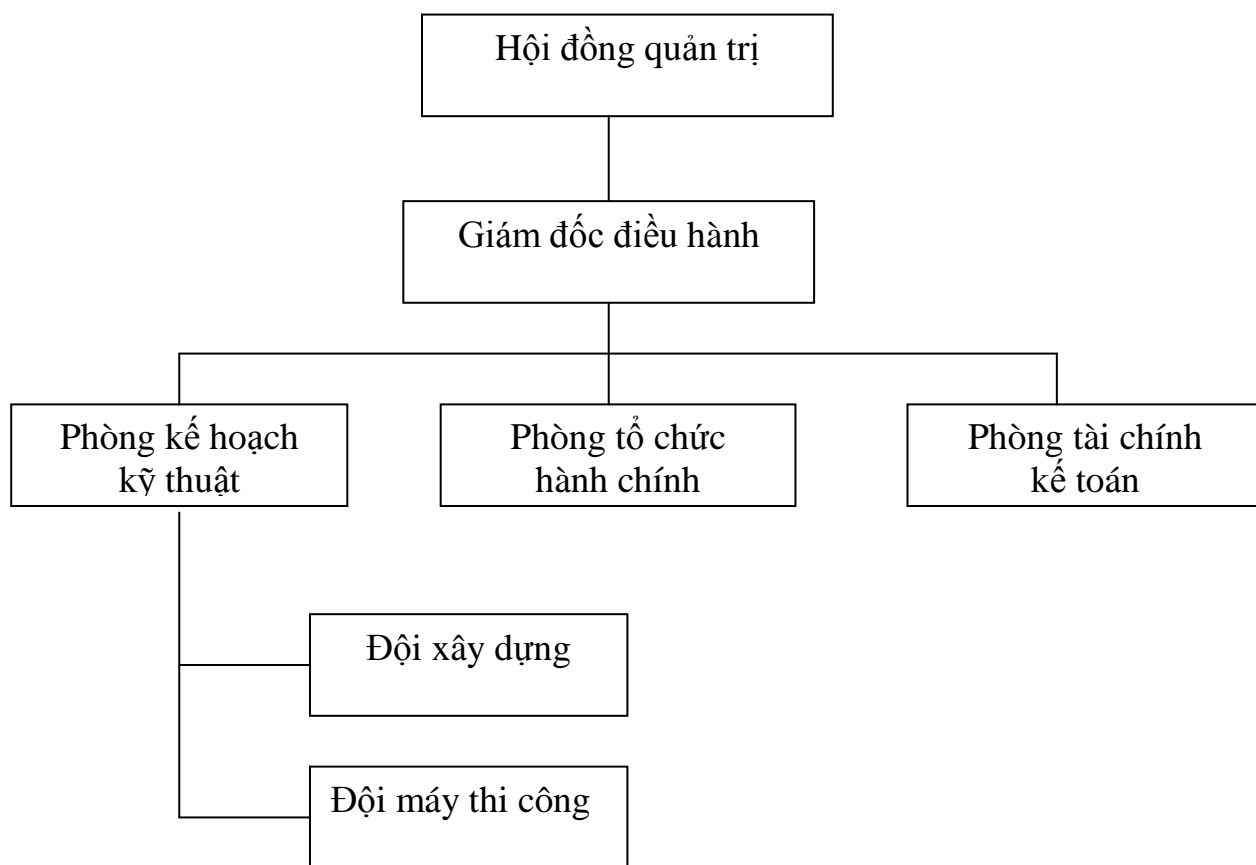 Hội đồng quản trị
Giám đốc điều hành
Phòng kế hoạch
kỹ thuật
Phòng tổ chức
hành chính
Phòng tài chính
kế toán
Đội xây dựng
Đội máy thi công